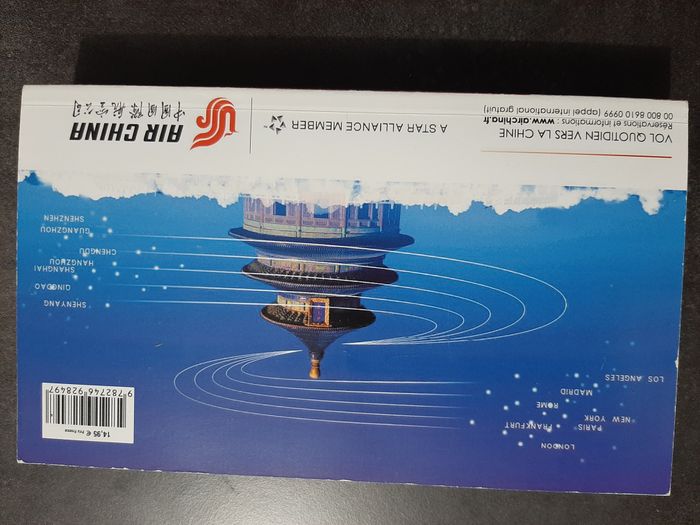 14,95 € Prix France
9 782746 928497
LONDON
PARIS
FRANKFURT
NEW YORK
ROME
MADRID
LOS ANGELES
SHENYANG
QINGDAO
SHANGHAI
HANGZHOU
CHENGDU
GUANGZHOU
SHENZHEN
VOL QUOTIDIEN VERS LA CHINE
Réservations et informations : www.airchina.fr
00 800 8610 0999 (appel international gratuit)
A STAR ALLIANCE MEMBER
AIR CHINA
中国国際航空公司